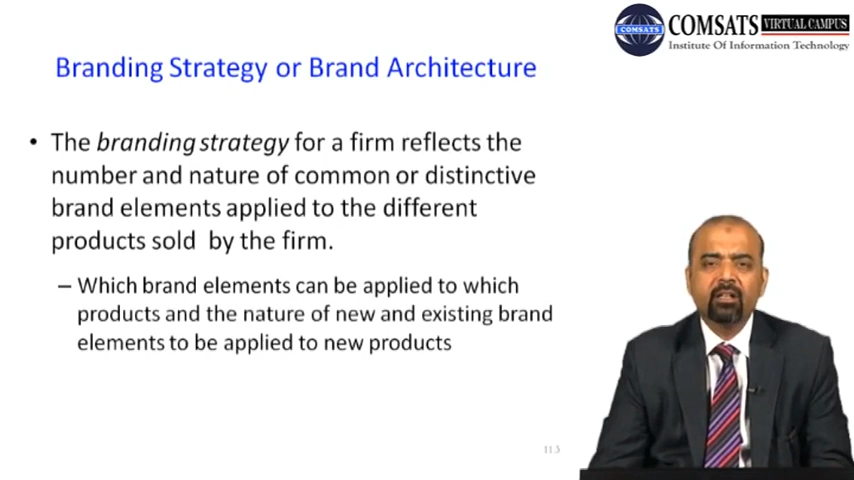 COMSATS
COMSATS VIRTUAL CAMPUS
Institute Of Information Technology
Branding Strategy or Brand Architecture
• The branding strategy for a firm reflects the
number and nature of common or distinctive
brand elements applied to the different
products sold by the firm.
– Which brand elements can be applied to which
products and the nature of new and existing brand
elements to be applied to new products
11.3